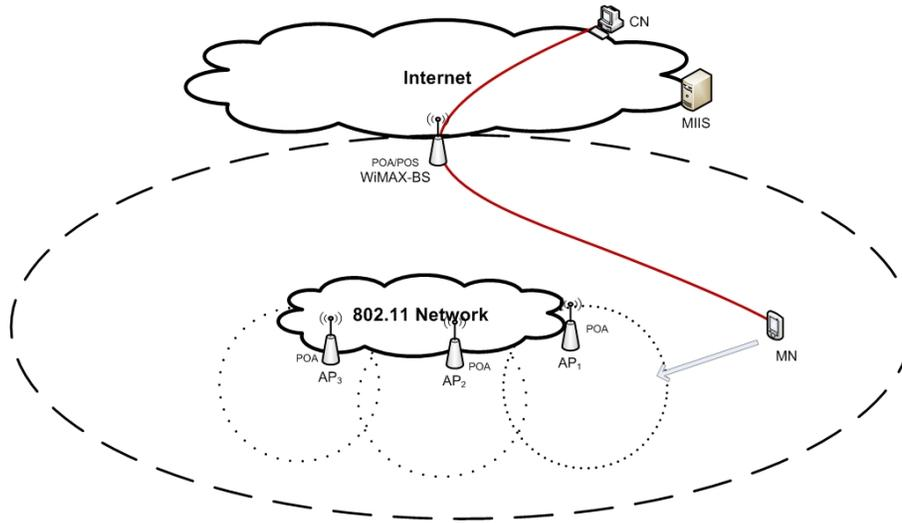 CN
Internet
MIIS
POA/POS
WiMAX-BS
802.11 Network
POA
POA
AP₃
POA
AP₂
AP₁
MN